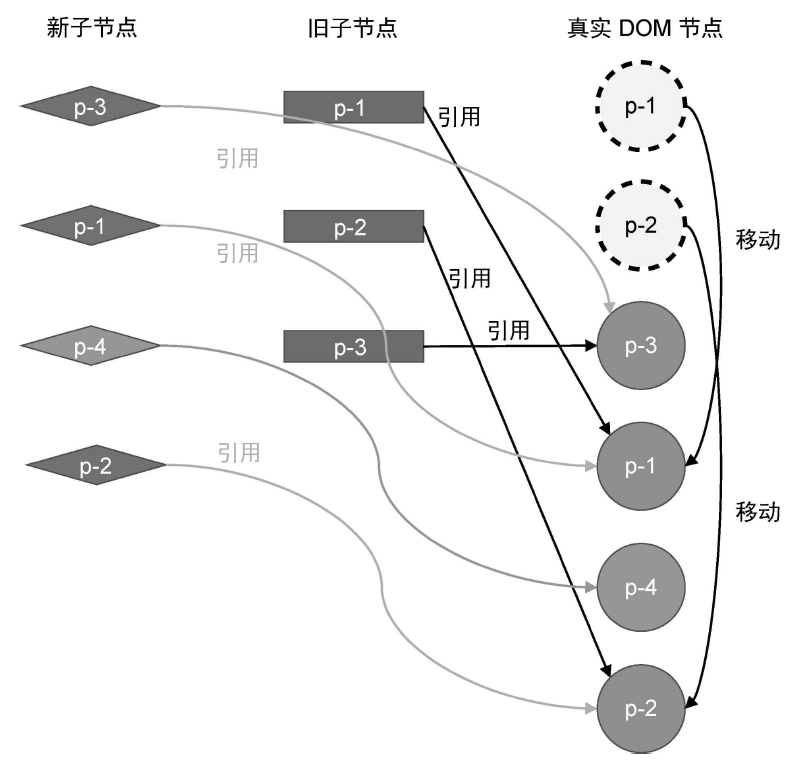 新子节点 旧子节点 真实 DOM 节点
p-3 p-1 引用 p-1
引用
p-1 p-2 p-2 移动
引用
引用
引用
p-4 p-3 p-3
引用
p-2 p-1
移动
p-4
p-2